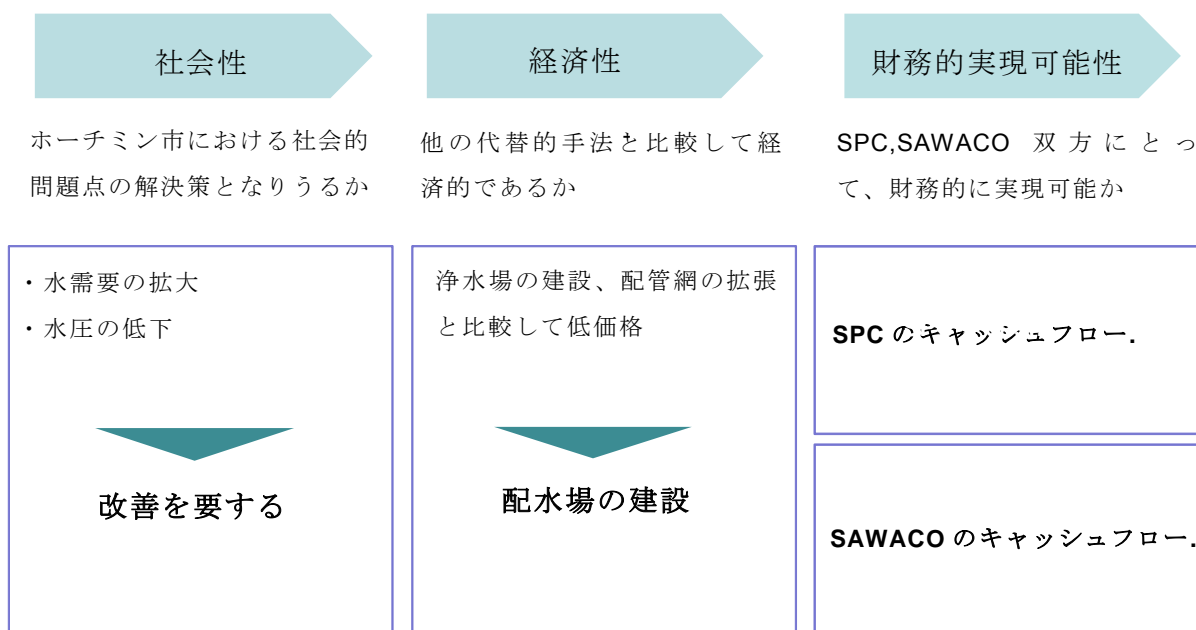 社会性
経済性
財務的実現可能性
ホーチミン市における社会的
問題点の解決策となりうるか
他の代替的手法と比較して経
済的であるか
SPC,SAWACO 双方にとっ
て、財務的に実現可能か
・水需要の拡大
・水圧の低下
改善を要する
浄水場の建設、配管網の拡張
と比較して低価格
配水場の建設
SPC のキャッシュフロー.
SAWACO のキャッシュフロー.